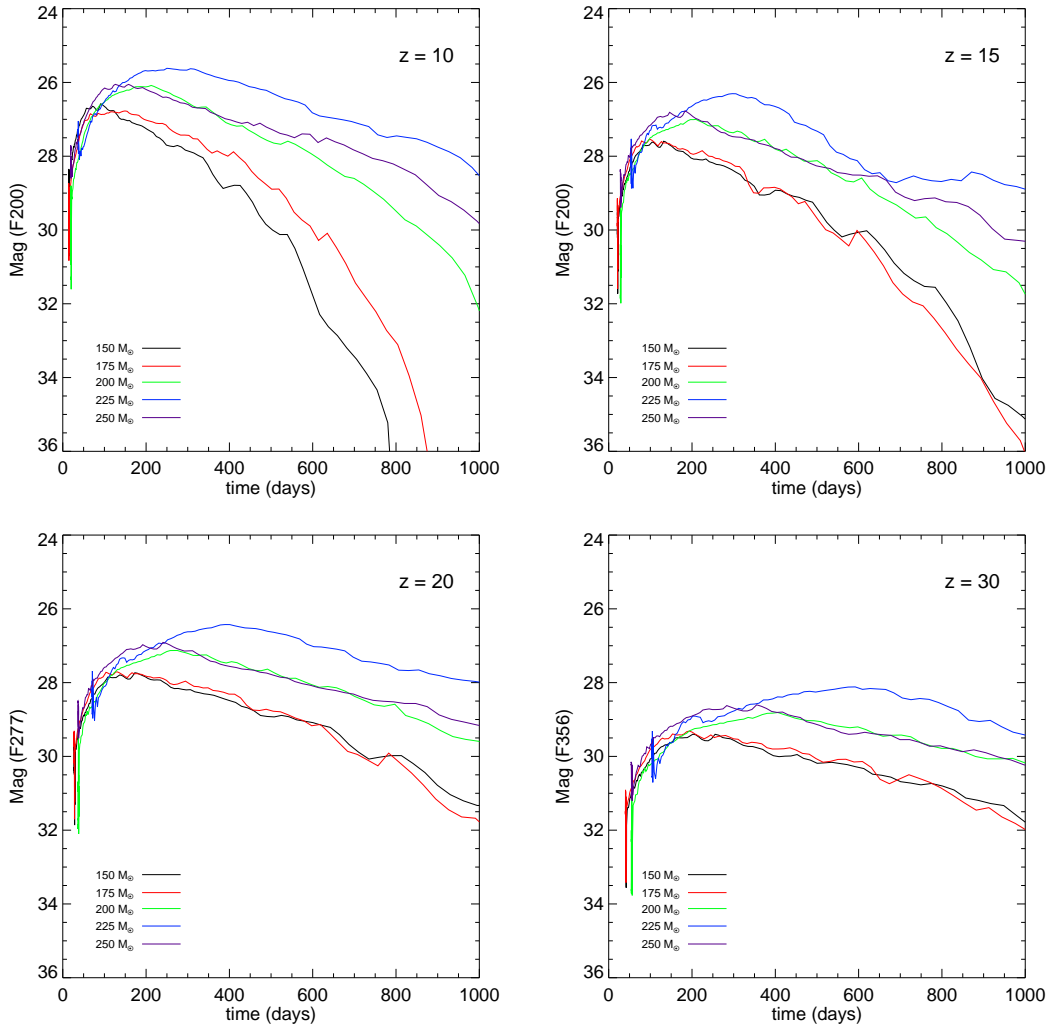 z = 10
Mag (F200)
24
26
28
30
32
34
36
150 M☉
175 M☉
200 M☉
225 M☉
250 M☉
0 200 400 600 800 1000
time (days)
z = 15
Mag (F200)
24
26
28
30
32
34
36
150 M☉
175 M☉
200 M☉
225 M☉
250 M☉
0 200 400 600 800 1000
time (days)
z = 20
Mag (F277)
24
26
28
30
32
34
36
150 M☉
175 M☉
200 M☉
225 M☉
250 M☉
0 200 400 600 800 1000
time (days)
z = 30
Mag (F356)
24
26
28
30
32
34
36
150 M☉
175 M☉
200 M☉
225 M☉
250 M☉
0 200 400 600 800 1000
time (days)